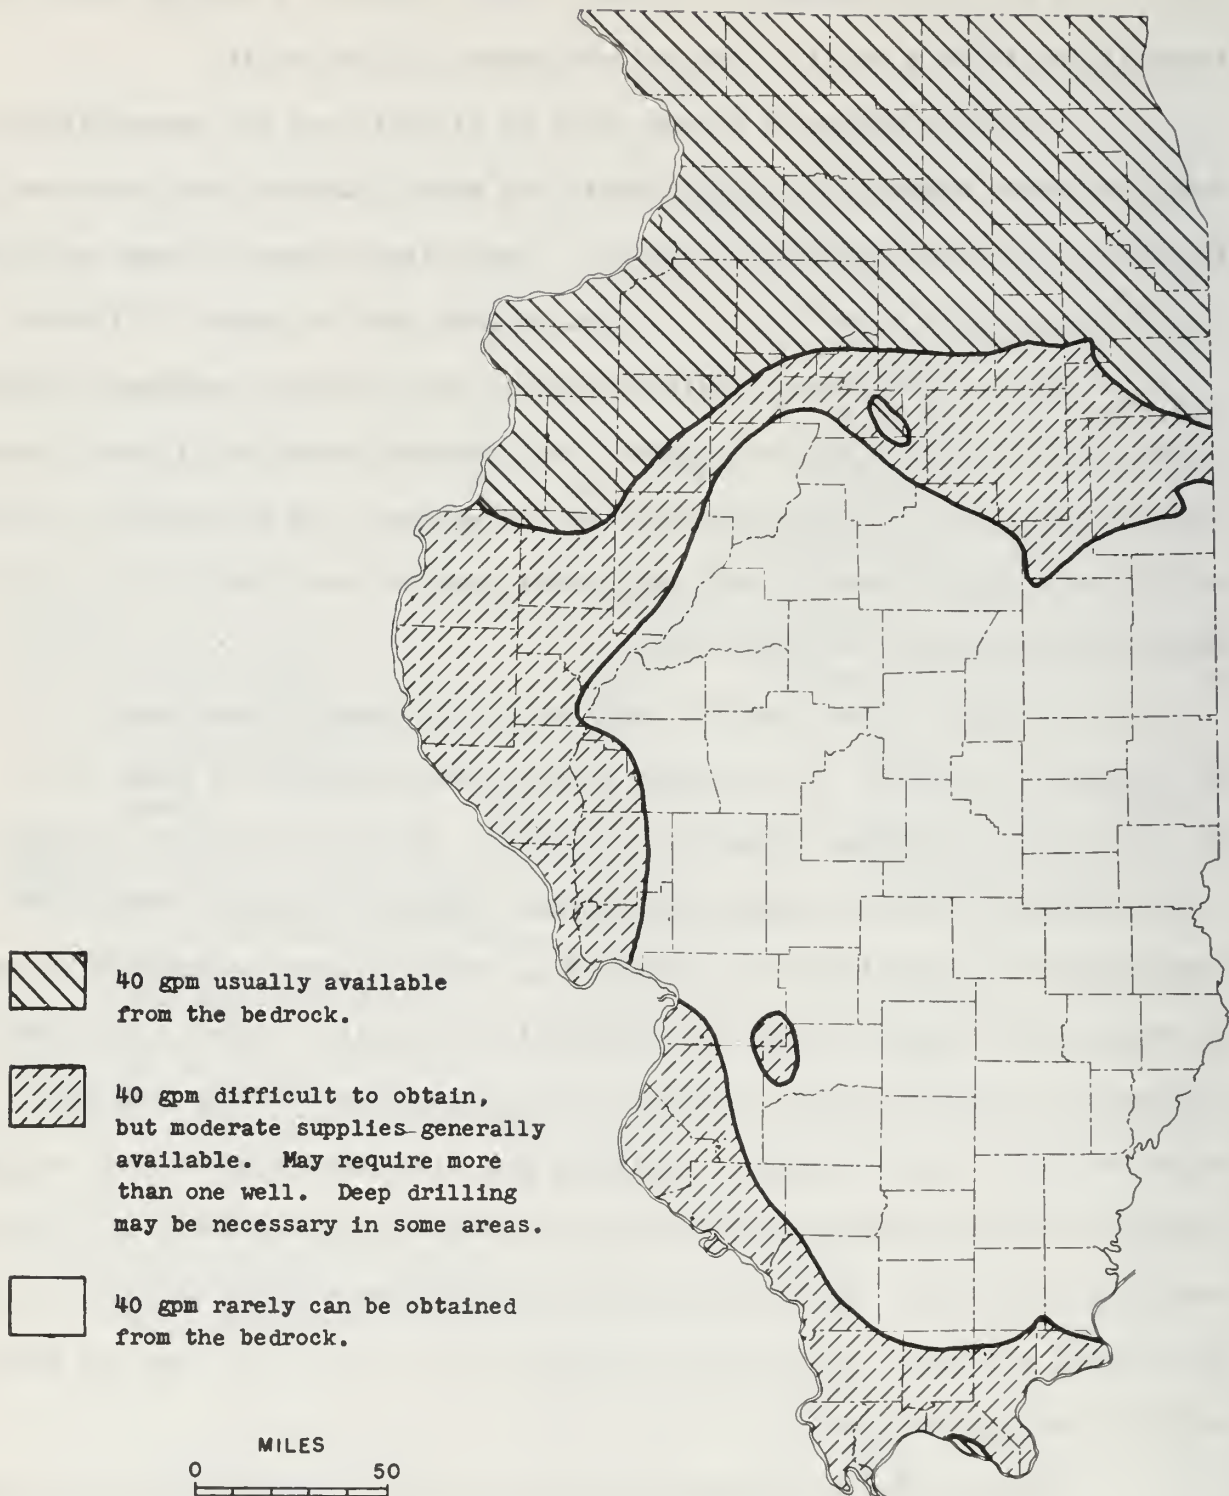 40 gpm usually available
from the bedrock.
40 gpm difficult to obtain,
but moderate supplies generally
available. May require more
than one well. Deep drilling
may be necessary in some areas.
40 gpm rarely can be obtained
from the bedrock.
MILES
0 50